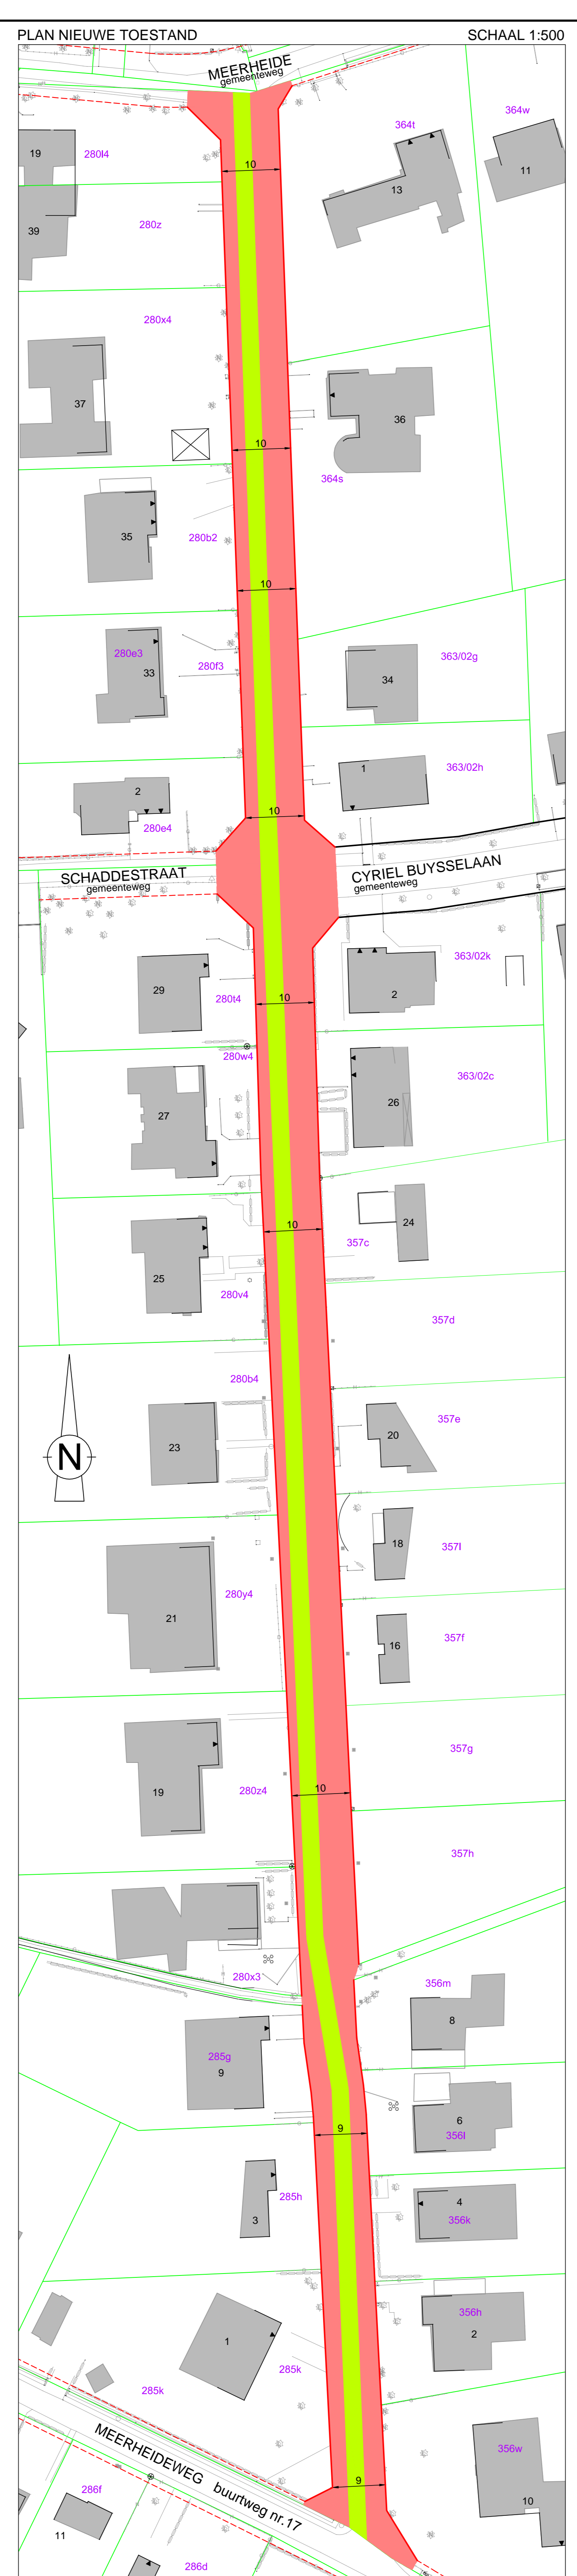 PLAN NIEUWE TOESTAND SCHAAL 1:500
MEERHEIDE
gemeenteweg
364w
364t
19 280l4
10
11
13
39
280z
280x4
37
36
10
364s
35 280b2
10
280e3
33
280f3
34
363/02g
1
363/02h
2
10
280e4
SCHADDESTRAAT
gemeenteweg
CYRIEL BUYSSELAAN
gemeenteweg
363/02k
29
280t4
10
2
280w4
27
26
363/02c
10
24
357c
25
280v4
357d
280b4
357e
20
N
23
18
357l
280y4
21
16
357f
357g
19
280z4
10
357h
280x3
356m
8
285g
9
6
9
356l
285h
4
3
356k
356h
1
2
285k
285k
MEERHEIDEWEG buurtweg nr.17
356w
9
286f
10
11
286d